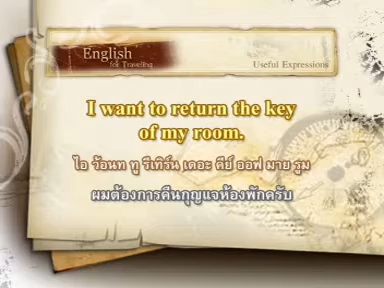 English
for Traveling
Useful Expressions
I want to return the key
of my room.
ไอ ว้อนท ทู รีเทิร์น เดอะ คีย์ ออฟ มาย รูม
ผมต้องการคืนกุญแจห้องพักครับ